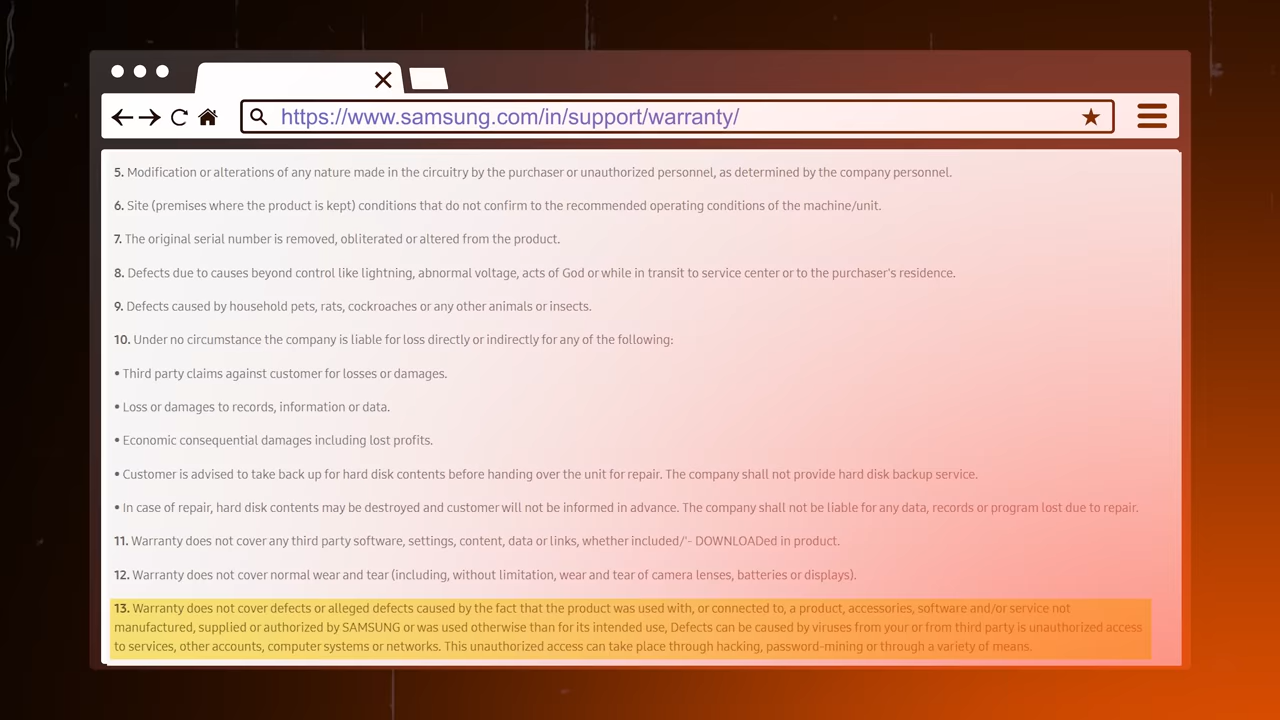 https://www.samsung.com/in/support/warranty/
5. Modification or alterations of any nature made in the circuitry by the purchaser or unauthorized personnel, as determined by the company personnel.
6. Site (premises where the product is kept) conditions that do not confirm to the recommended operating conditions of the machine/unit.
7. The original serial number is removed, obliterated or altered from the product.
8. Defects due to causes beyond control like lightning, abnormal voltage, acts of God or while in transit to service center or to the purchaser's residence.
9. Defects caused by household pets, rats, cockroaches or any other animals or insects.
10. Under no circumstance the company is liable for loss directly or indirectly for any of the following:
• Third party claims against customer for losses or damages.
• Loss or damages to records, information or data.
• Economic consequential damages including lost profits.
• Customer is advised to take back up for hard disk contents before handing over the unit for repair. The company shall not provide hard disk backup service.
• In case of repair, hard disk contents may be destroyed and customer will not be informed in advance. The company shall not be liable for any data, records or program lost due to repair.
11. Warranty does not cover any third party software, settings, content, data or links, whether included/'- DOWNLOADed in product.
12. Warranty does not cover normal wear and tear (including, without limitation, wear and tear of camera lenses, batteries or displays).
13. Warranty does not cover defects or alleged defects caused by the fact that the product was used with, or connected to, a product, accessories, software and/or service not
manufactured, supplied or authorized by SAMSUNG or was used otherwise than for its intended use, Defects can be caused by viruses from your or from third party is unauthorized access
to services, other accounts, computer systems or networks. This unauthorized access can take place through hacking, password-mining or through a variety of means.